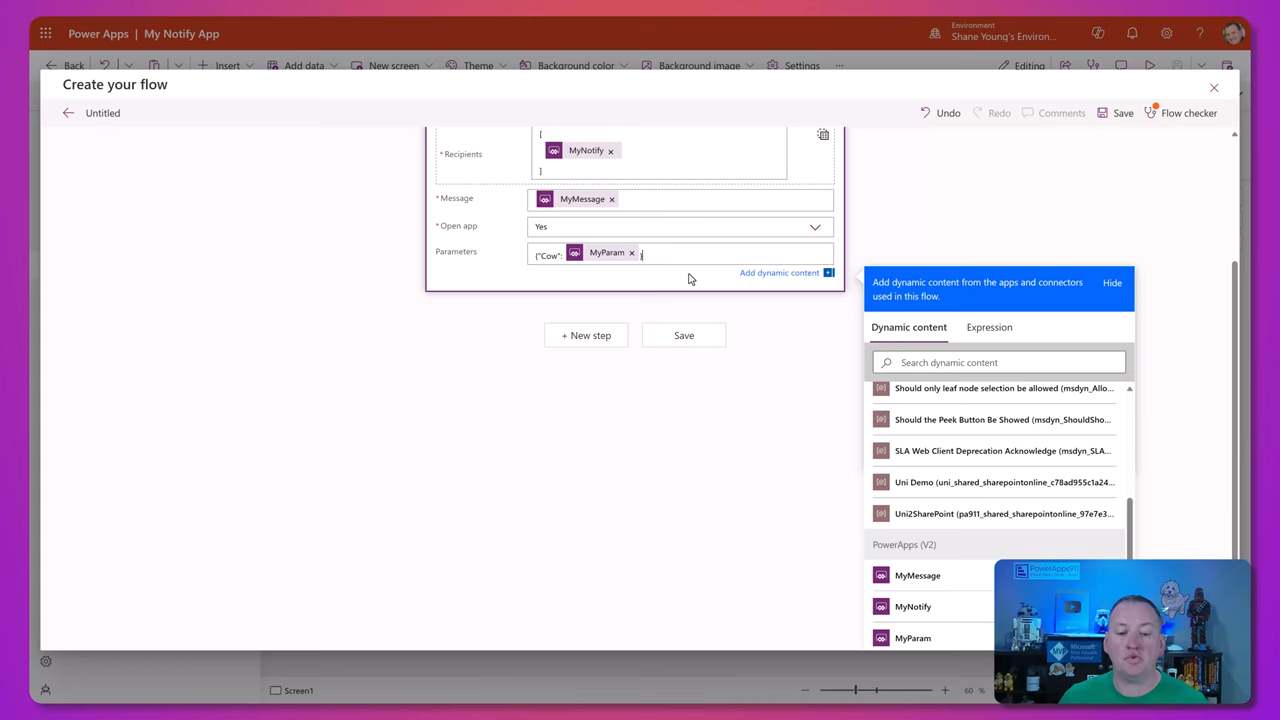 Power Apps | My Notify App
Environment
Shane Young's Environ...
Back
Insert
Add data
New screen
Theme
Background color
Background image
Settings
Editing
Create your flow
Untitled
Undo
Redo
Comments
Save
Flow checker
[
* Recipients
MyNotify ×
]
* Message
MyMessage ×
* Open app
Yes
Parameters
{"Cow":
MyParam ×
}
Add dynamic content
+ New step
Save
Add dynamic content from the apps and connectors
used in this flow.
Hide
Dynamic content
Expression
Search dynamic content
Should only leaf node selection be allowed (msdyn_Allo...
Should the Peek Button Be Showed (msdyn_ShouldSho...
SLA Web Client Deprecation Acknowledge (msdyn_SLA...
Uni Demo (uni_shared_sharepointonline_c78ad955c1a24...
Uni2SharePoint (pa911_shared_sharepointonline_97e7e3...
PowerApps (V2)
MyMessage
MyNotify
MyParam
PowerApps911
Microsoft
MVP
Screen1
60 %